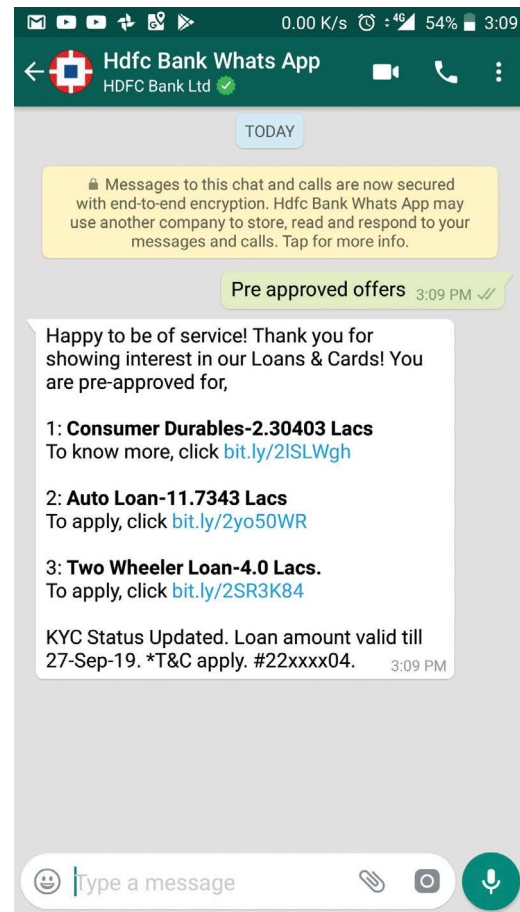 0.00 K/s 4G 54% 3:09
Hdfc Bank Whats App
HDFC Bank Ltd
TODAY
Messages to this chat and calls are now secured
with end-to-end encryption. Hdfc Bank Whats App may
use another company to store, read and respond to your
messages and calls. Tap for more info.
Pre approved offers 3:09 PM
Happy to be of service! Thank you for
showing interest in our Loans & Cards! You
are pre-approved for,
1: Consumer Durables-2.30403 Lacs
To know more, click bit.ly/2lSLWgh
2: Auto Loan-11.7343 Lacs
To apply, click bit.ly/2yo50WR
3: Two Wheeler Loan-4.0 Lacs.
To apply, click bit.ly/2SR3K84
KYC Status Updated. Loan amount valid till
27-Sep-19. *T&C apply. #22xxxx04. 3:09 PM
Type a message